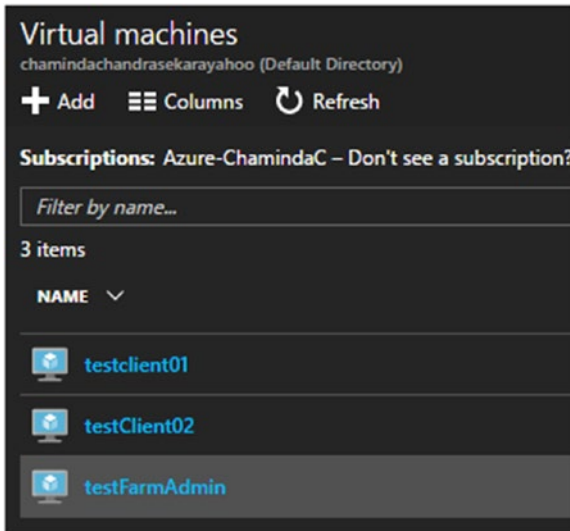 Virtual machines
chamindachandrasekarayahoo (Default Directory)
Add Columns Refresh
Subscriptions: Azure-ChamindaC – Don't see a subscription?
Filter by name...
3 items
NAME
testclient01
testClient02
testFarmAdmin